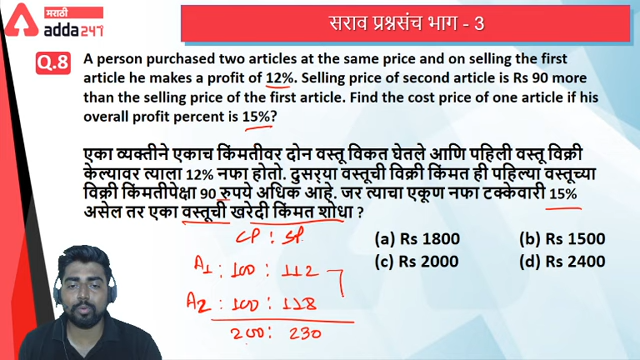 मराठी
adda247
सराव प्रश्नसंच भाग - 3
Q.8
A person purchased two articles at the same price and on selling the first
article he makes a profit of 12%. Selling price of second article is Rs 90 more
than the selling price of the first article. Find the cost price of one article if his
overall profit percent is 15%?
एका व्यक्तीने एकाच किंमतीवर दोन वस्तू विकत घेतले आणि पहिली वस्तू विक्री
केल्यावर त्याला 12% नफा होतो. दुसऱ्या वस्तूची विक्री किंमत ही पहिल्या वस्तूच्या
विक्री किंमतीपेक्षा 90 रुपये अधिक आहे. जर त्याचा एकूण नफा टक्केवारी 15%
असेल तर एका वस्तूची खरेदी किंमत शोधा ?
CP : SP
A1 : 100 : 112
A2 : 100 : 118
200 : 230
(a) Rs 1800 (b) Rs 1500
(c) Rs 2000 (d) Rs 2400